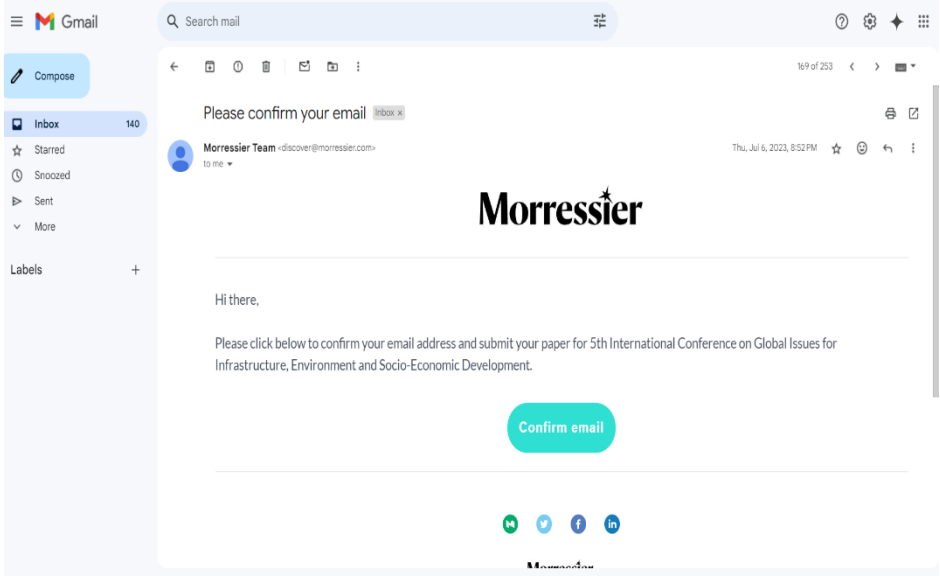 Gmail
Search mail
Compose
Inbox 140
Starred
Snoozed
Sent
More
Labels
169 of 253
Please confirm your email Inbox x
Morressier Team <discover@morressier.com> Thu, Jul 6, 2023, 8:52 PM
to me
Morressier
Hi there,
Please click below to confirm your email address and submit your paper for 5th International Conference on Global Issues for
Infrastructure, Environment and Socio-Economic Development.
Confirm email
Morressier